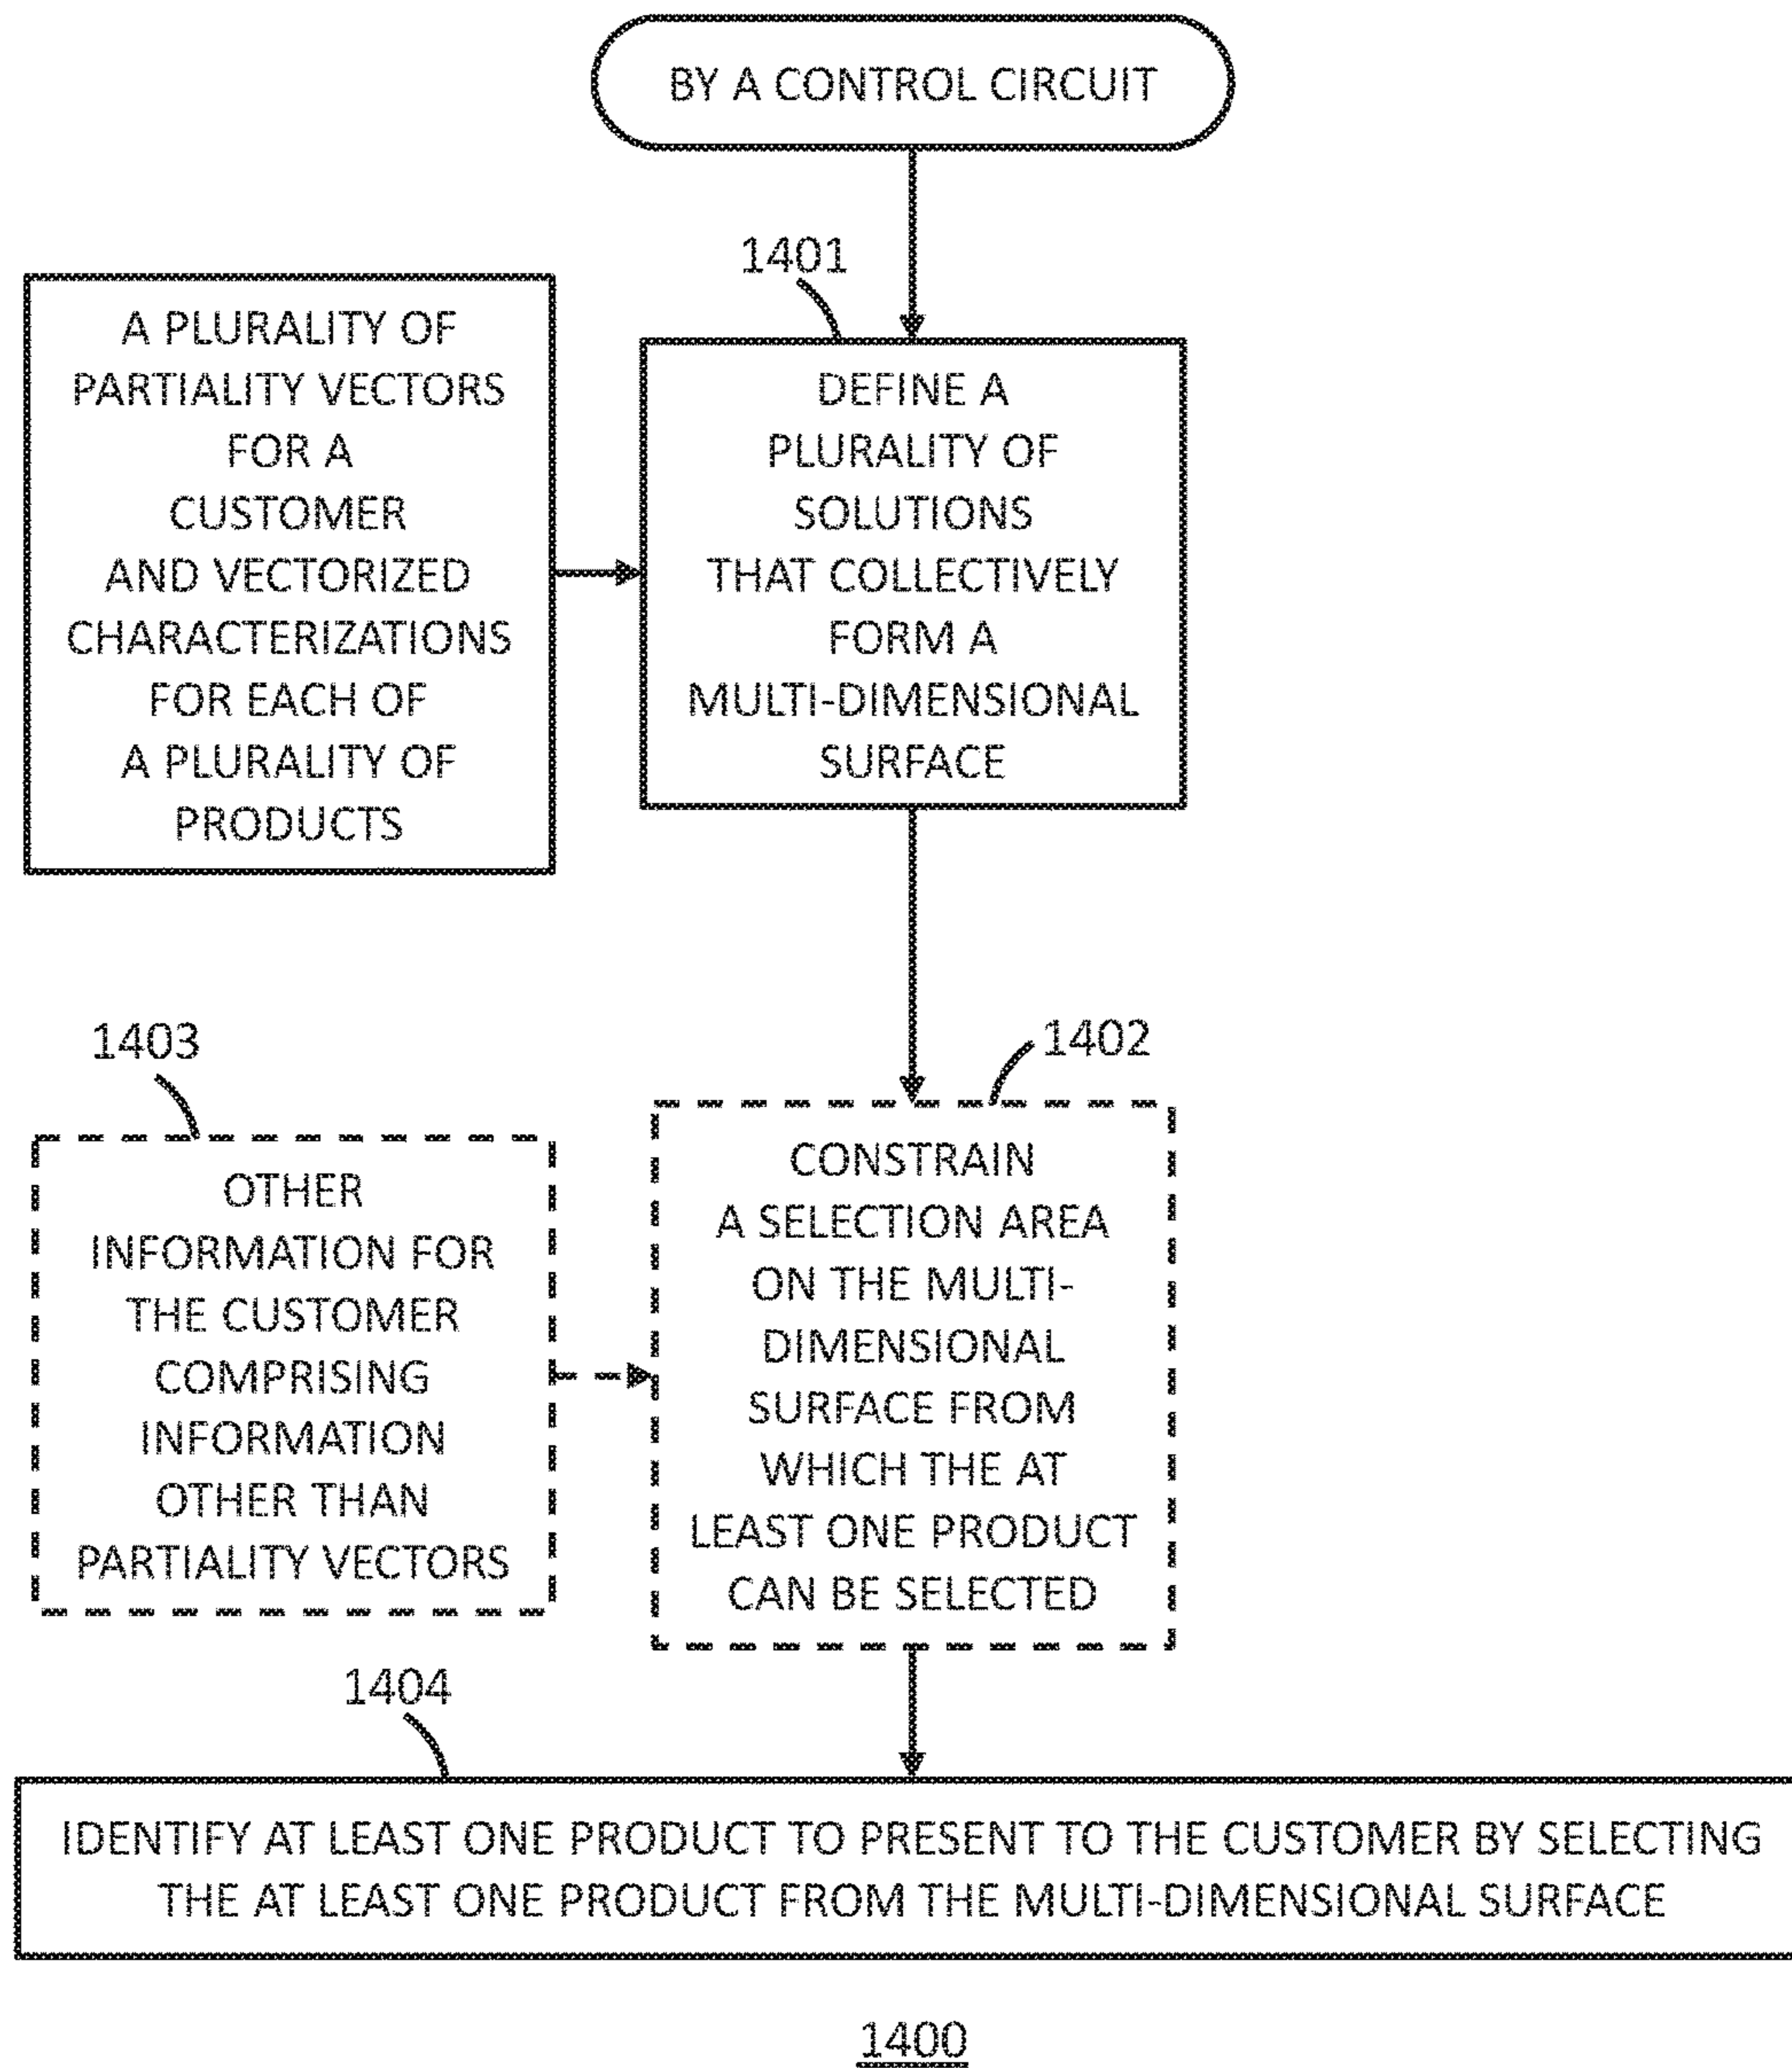 BY A CONTROL CIRCUIT
1401
A PLURALITY OF
PARTIALITY VECTORS
FOR A
CUSTOMER
AND VECTORIZED
CHARACTERIZATIONS
FOR EACH OF
A PLURALITY OF
PRODUCTS
DEFINE A
PLURALITY OF
SOLUTIONS
THAT COLLECTIVELY
FORM A
MULTI-DIMENSIONAL
SURFACE
1403
1402
OTHER
INFORMATION FOR
THE CUSTOMER
COMPRISING
INFORMATION
OTHER THAN
PARTIALITY VECTORS
CONSTRAIN
A SELECTION AREA
ON THE MULTI-
DIMENSIONAL
SURFACE FROM
WHICH THE AT
LEAST ONE PRODUCT
CAN BE SELECTED
1404
IDENTIFY AT LEAST ONE PRODUCT TO PRESENT TO THE CUSTOMER BY SELECTING
THE AT LEAST ONE PRODUCT FROM THE MULTI-DIMENSIONAL SURFACE
1400